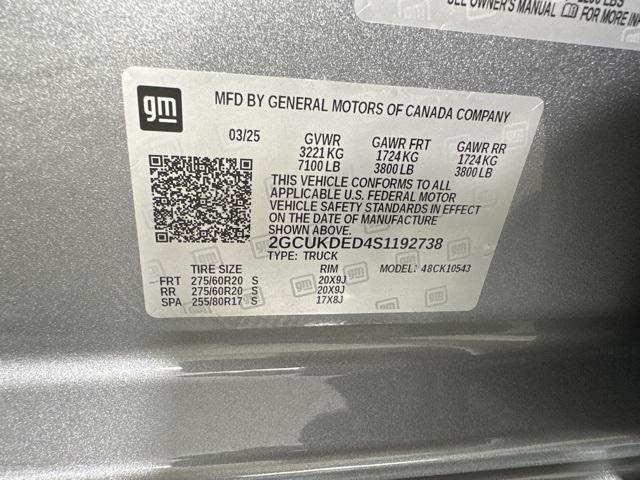 SEE OWNER'S MANUAL FOR MORE
gm
MFD BY GENERAL MOTORS OF CANADA COMPANY
03/25 GVWR GAWR FRT GAWR RR
3221 KG 1724 KG 1724 KG
7100 LB 3800 LB 3800 LB
THIS VEHICLE CONFORMS TO ALL
APPLICABLE U.S. FEDERAL MOTOR
VEHICLE SAFETY STANDARDS IN EFFECT
ON THE DATE OF MANUFACTURE
SHOWN ABOVE.
2GCUKDED4S1192738
TYPE: TRUCK
TIRE SIZE RIM MODEL: 48CK10543
FRT 275/60R20 S 20X9J
RR 275/60R20 S 20X9J
SPA 255/80R17 S 17X8J